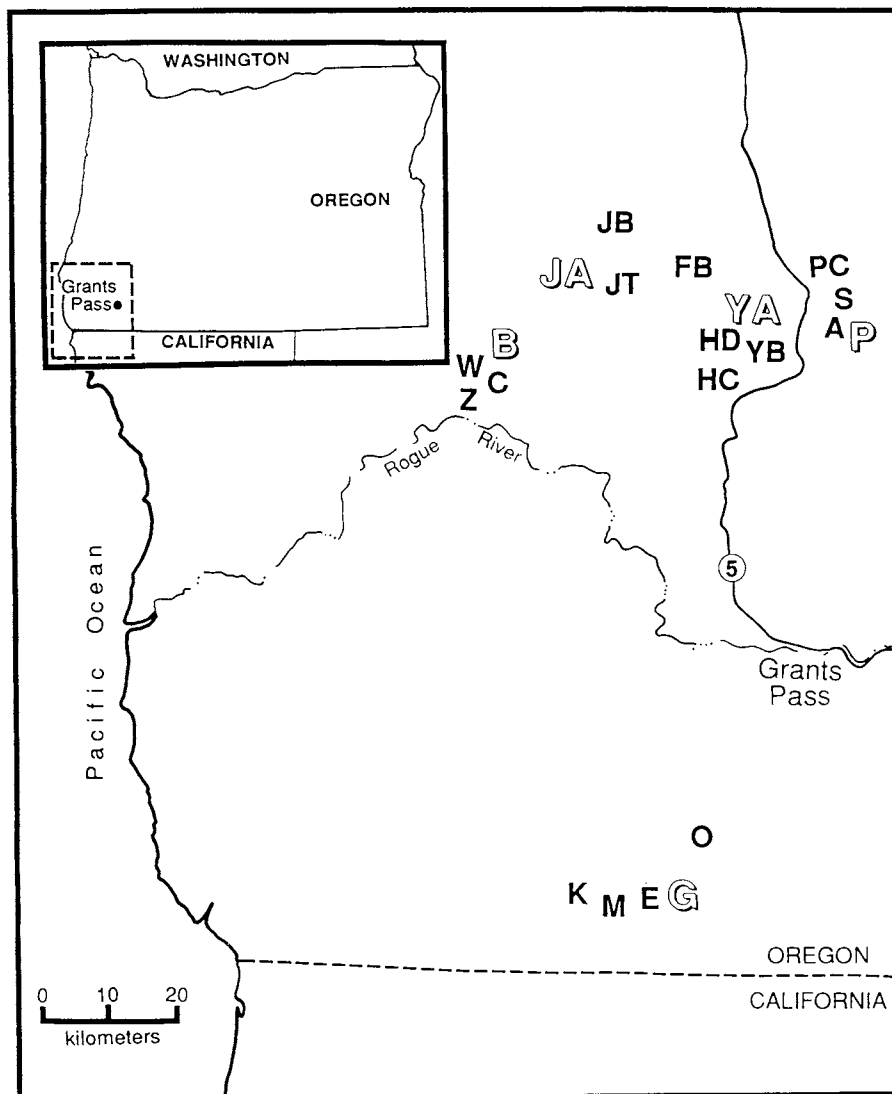 WASHINGTON
OREGON
Grants
Pass
CALIFORNIA
JB
JA
JT
FB
PC
S
YA
A
P
HD
YB
B
W
C
HC
Z
Rogue
River
5
Pacific Ocean
Grants
Pass
O
K
M
E
G
OREGON
CALIFORNIA
0 10 20
kilometers